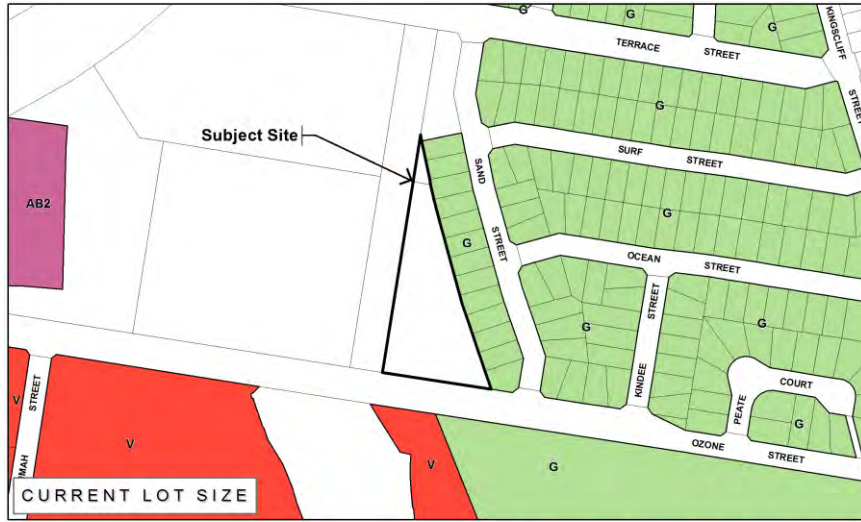 G
G
G
KINGSCLIFF
STREET
TERRACE STREET
G
Subject Site
SURF STREET
SAND
STREET
AB2
G
G
OCEAN STREET
KINDEE
STREET
G
G
COURT
PEATE
G
OZONE STREET
STREET
MAH
V
V
V
G
CURRENT LOT SIZE